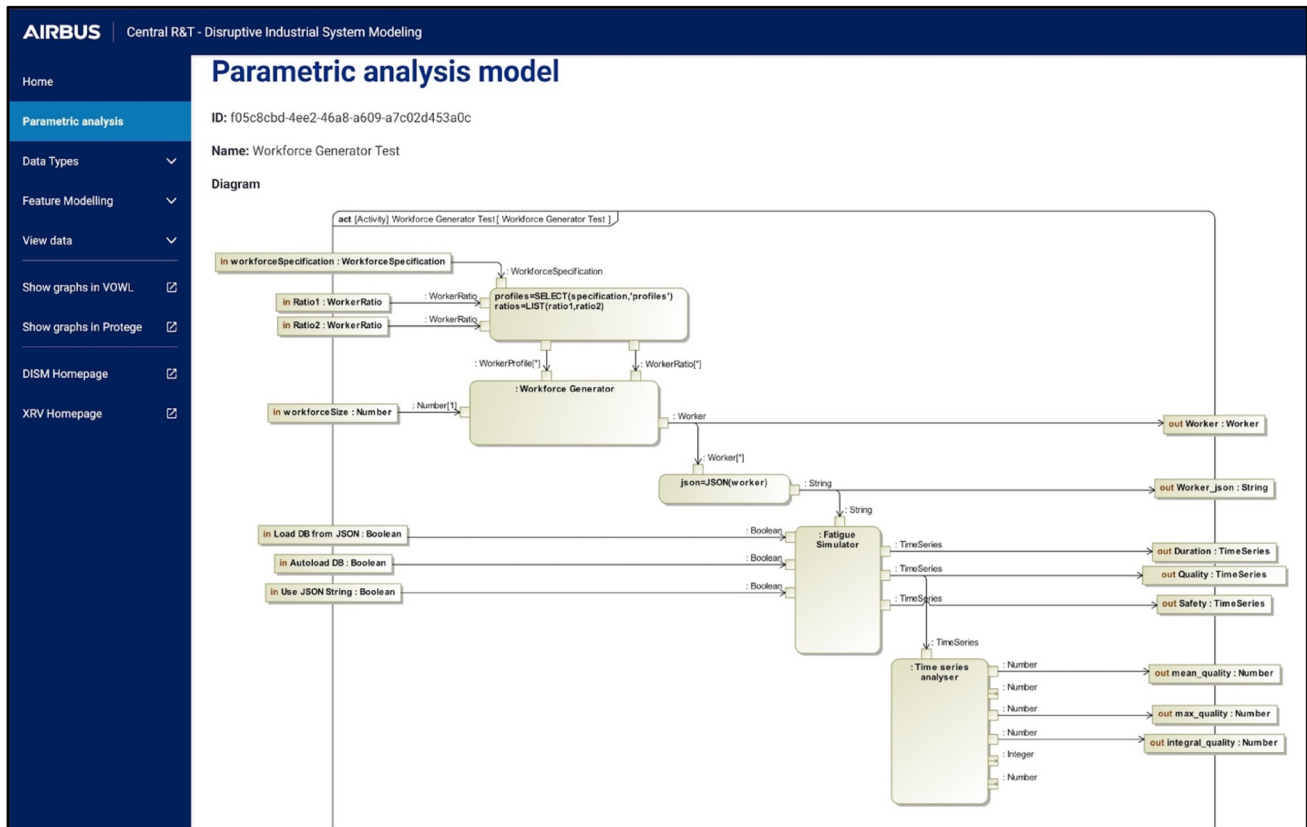 AIRBUS
Central R&T - Disruptive Industrial System Modeling
Home
Parametric analysis
Data Types
Feature Modelling
View data
Show graphs in VOWL
Show graphs in Protege
DISM Homepage
XRV Homepage
Parametric analysis model
ID: f05c8cbd-4ee2-46a8-a609-a7c02d453a0c
Name: Workforce Generator Test
Diagram
act [Activity] Workforce Generator Test [ Workforce Generator Test ]
in workforceSpecification : WorkforceSpecification
: WorkforceSpecification
in Ratio1 : WorkerRatio
: WorkerRatio
profiles=SELECT(specification,'profiles')
ratios=LIST(ratio1,ratio2)
in Ratio2 : WorkerRatio
: WorkerRatio
: WorkerProfile[*]
: WorkerRatio[*]
: Workforce Generator
in workforceSize : Number
: Number[1]
: Worker
out Worker : Worker
: Worker[*]
json=JSON(worker)
: String
out Worker_json : String
: String
in Load DB from JSON : Boolean
: Boolean
: Fatigue
Simulator
: TimeSeries
out Duration : TimeSeries
in Autoload DB : Boolean
: Boolean
: TimeSeries
out Quality : TimeSeries
in Use JSON String : Boolean
: Boolean
: TimeSeries
out Safety : TimeSeries
: TimeSeries
: Time series
analyser
: Number
out mean_quality : Number
: Number
: Number
out max_quality : Number
: Number
out integral_quality : Number
: Integer
: Number